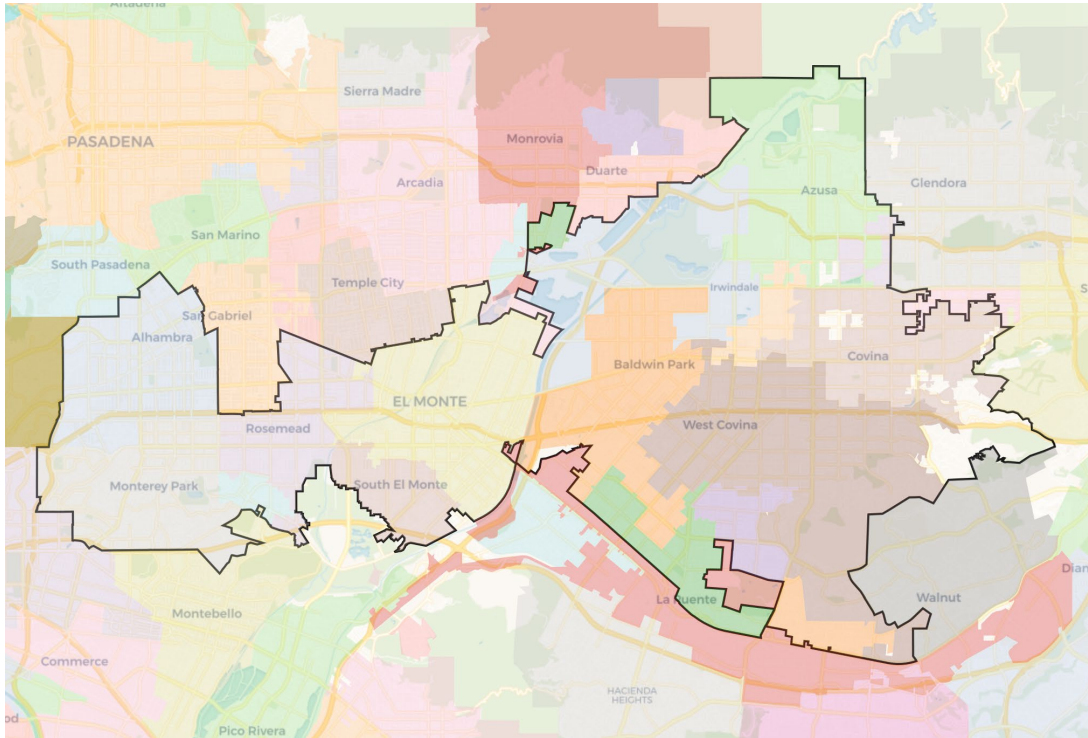 Altadena
Sierra Madre
PASADENA
Monrovia
Duarte
Arcadia
Azusa
Glendora
San Marino
South Pasadena
Temple City
Irwindale
S
San Gabriel
Alhambra
Covina
Baldwin Park
EL MONTE
West Covina
Rosemead
Monterey Park
South El Monte
Dian
La Puente
Walnut
Montebello
Commerce
HACIENDA
HEIGHTS
od
Pico Rivera